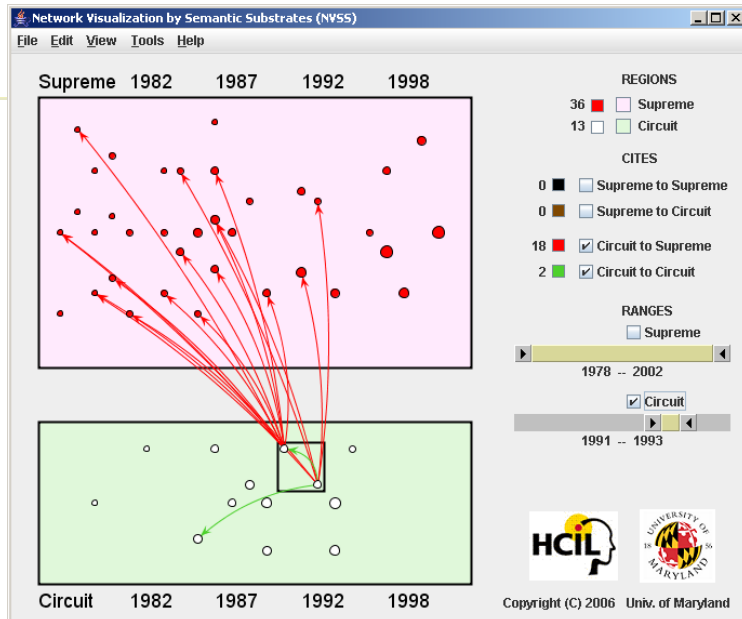 Network Visualization by Semantic Substrates (NVSS)
File Edit View Tools Help
Supreme 1982 1987 1992 1998
Circuit 1982 1987 1992 1998
REGIONS
36 Supreme
13 Circuit
CITES
0 Supreme to Supreme
0 Supreme to Circuit
18 Circuit to Supreme
2 Circuit to Circuit
RANGES
Supreme
1978 -- 2002
Circuit
1991 -- 1993
HCIL
UNIVERSITY OF
18 56
MARYLAND
Copyright (C) 2006 Univ. of Maryland